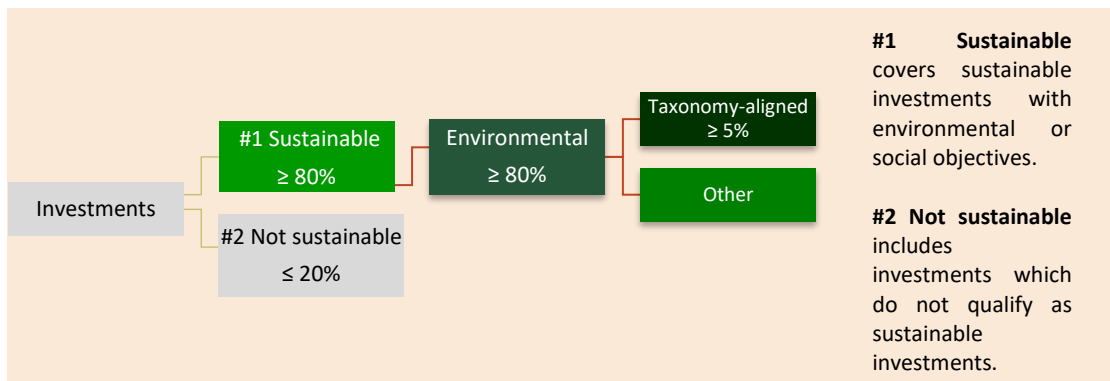 Investments
#1 Sustainable
≥ 80%
#2 Not sustainable
≤ 20%
Environmental
≥ 80%
Taxonomy-aligned
≥ 5%
Other
#1 Sustainable
covers sustainable
investments with
environmental or
social objectives.
#2 Not sustainable
includes
investments which
do not qualify as
sustainable
investments.